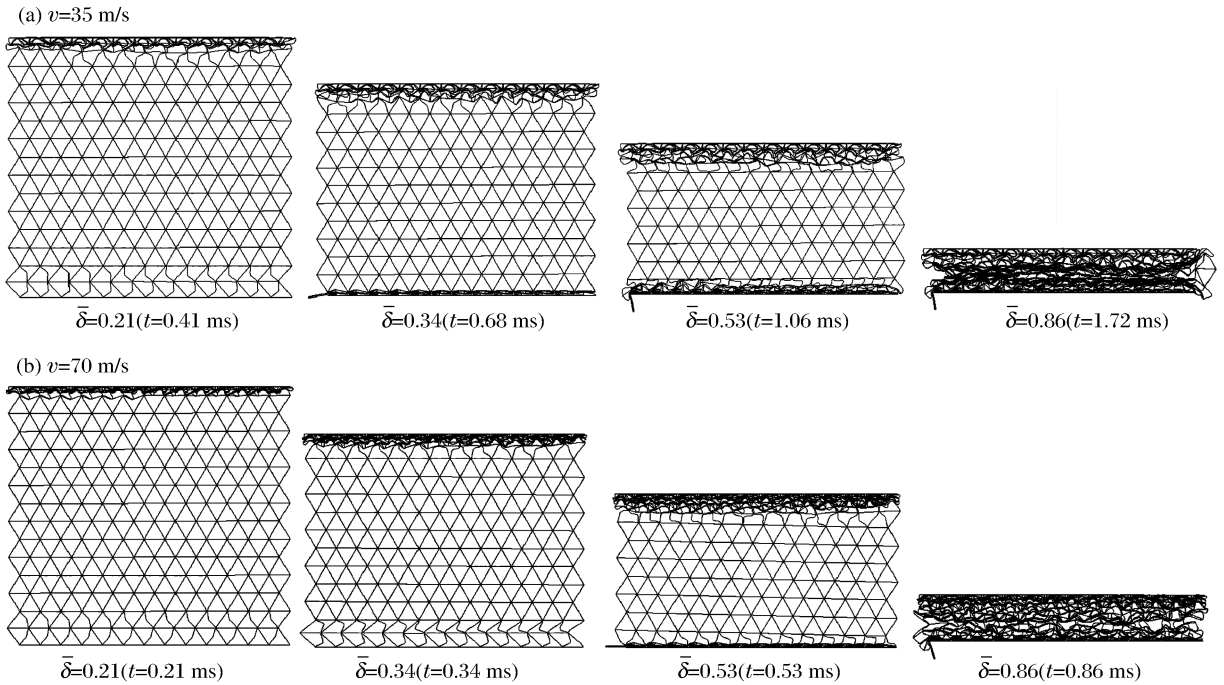 (a) v=35 m/s
δ̅=0.21(t=0.41 ms)
δ̅=0.34(t=0.68 ms)
δ̅=0.53(t=1.06 ms)
δ̅=0.86(t=1.72 ms)
(b) v=70 m/s
δ̅=0.21(t=0.21 ms)
δ̅=0.34(t=0.34 ms)
δ̅=0.53(t=0.53 ms)
δ̅=0.86(t=0.86 ms)